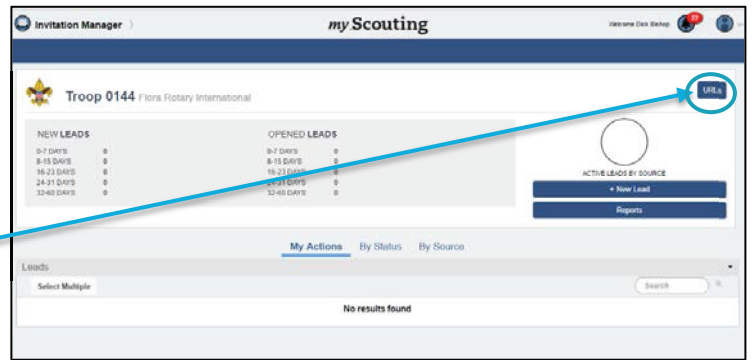 Invitation Manager
my Scouting
Welcome Dick Bishop
77
URLs
Troop 0144 Flora Rotary International
NEW LEADS
0-7 DAYS 0
8-15 DAYS 0
16-23 DAYS 0
24-31 DAYS 0
32-60 DAYS 0
OPENED LEADS
0-7 DAYS 0
8-15 DAYS 0
16-23 DAYS 0
24-31 DAYS 0
32-60 DAYS 0
ACTIVE LEADS BY SOURCE
+ New Lead
Reports
My Actions By Status By Source
Leads
Select Multiple
Search
No results found